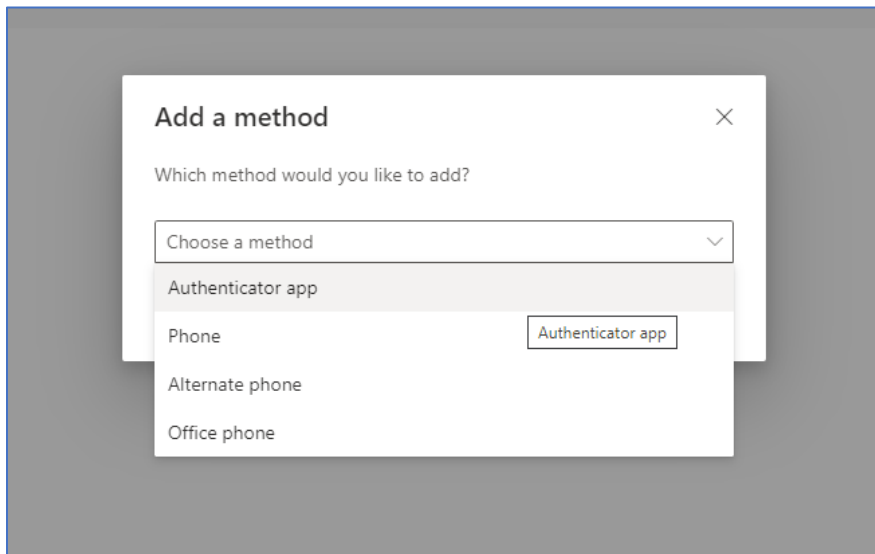 Add a method
Which method would you like to add?
Choose a method
Authenticator app
Phone
Authenticator app
Alternate phone
Office phone